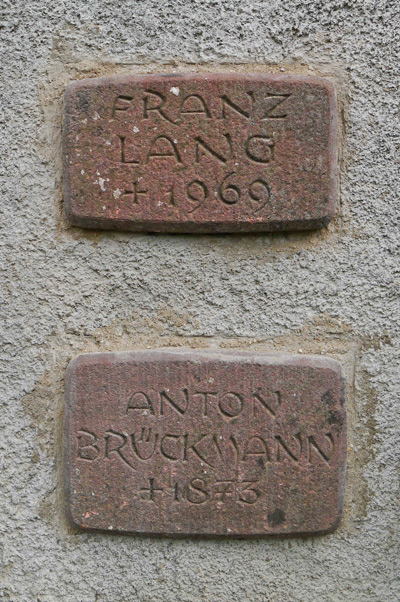 FRANZ
LANG
+ 1969
ANTON
BRÜCKMANN
+ 1873